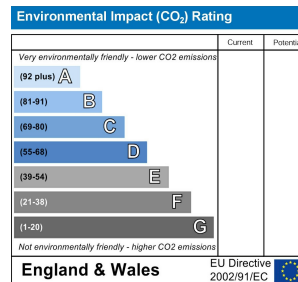 Environmental Impact (CO₂) Rating
Current Potenti
Very environmentally friendly - lower CO2 emissions
(92 plus) A
(81-91) B
(69-80) C
(55-68) D
(39-54) E
(21-38) F
(1-20) G
Not environmentally friendly - higher CO2 emissions
England & Wales
EU Directive
2002/91/EC